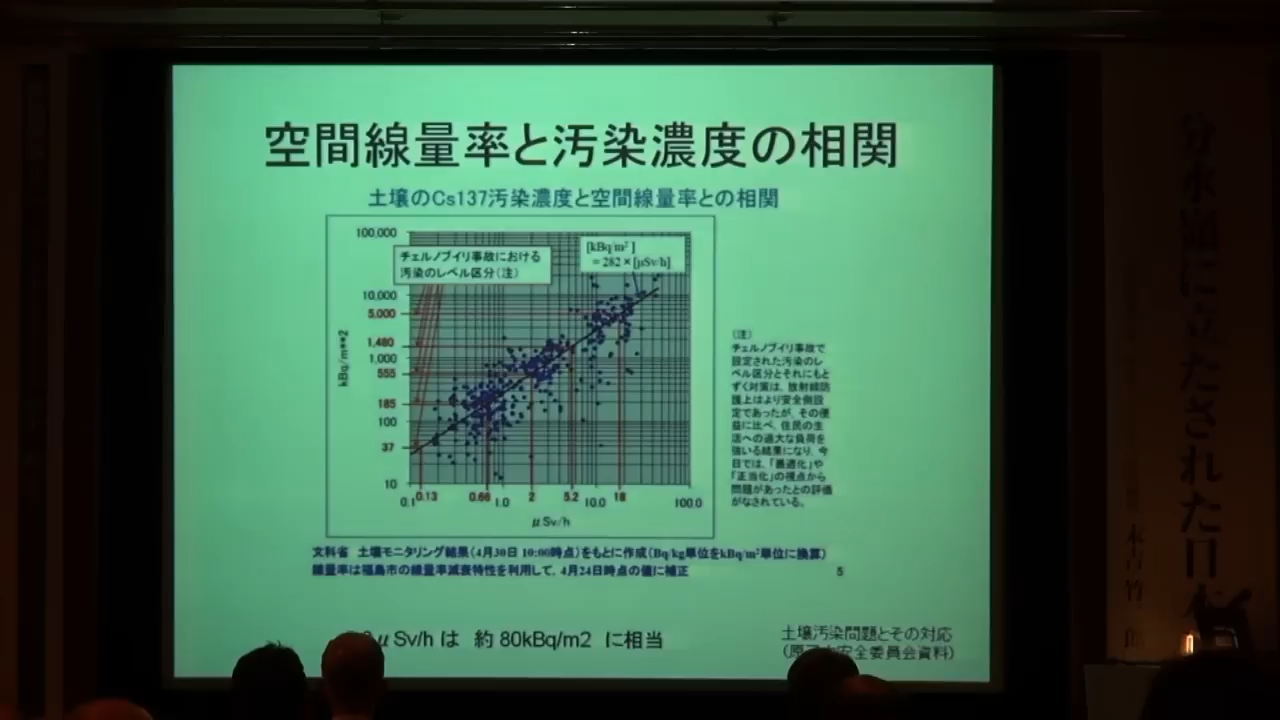 空間線量率と汚染濃度の相関
土壌のCs137汚染濃度と空間線量率との相関
100,000
チェルノブイリ事故における
汚染のレベル区分(注)
[kBq/m² ]
=282×[μSv/h]
10,000
5,000
1,480
1,000
555
185
100
37
10
kBq/m**2
0.1
0.13
0.66
1.0
2
5.2
10.0
18
100.0
μSv/h
(注)
チェルノブイリ事故で
設定された汚染のレ
ベル区分とそれにもと
ずく対策は、放射線防
護上はより安全側設
定であったが、その便
益に比べ、住民の生
活への過大な負荷を
強いる結果になり、今
日では、「最適化」や
「正当化」の視点から
問題があったとの評価
がなされている。
文科省 土壌モニタリング結果(4月30日 10:00時点)をもとに作成(Bq/kg単位をkBq/m²単位に換算)
線量率は福島市の線量率減衰特性を利用して、4月24日時点の値に補正
5
μSv/h は 約 80kBq/m2 に相当
土壌汚染問題とその対応
(原子力安全委員会資料)
分水嶺に立たされた日本
末吉竹